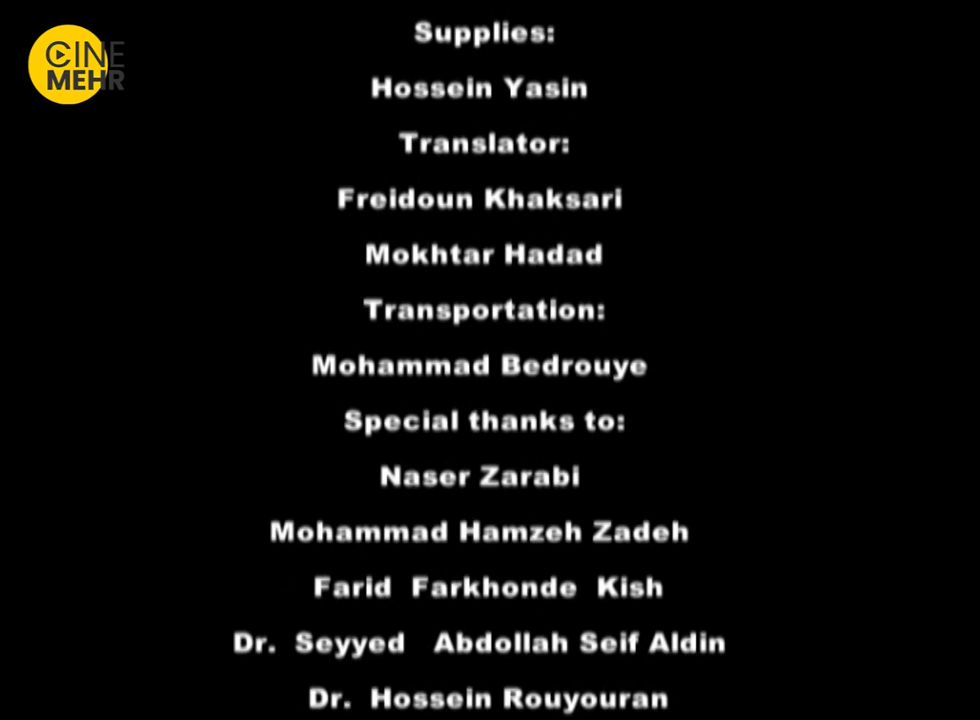 CINE
MEHR
Supplies:
Hossein Yasin
Translator:
Freidoun Khaksari
Mokhtar Hadad
Transportation:
Mohammad Bedrouye
Special thanks to:
Naser Zarabi
Mohammad Hamzeh Zadeh
Farid Farkhonde Kish
Dr. Seyyed Abdollah Seif Aldin
Dr. Hossein Rouyouran